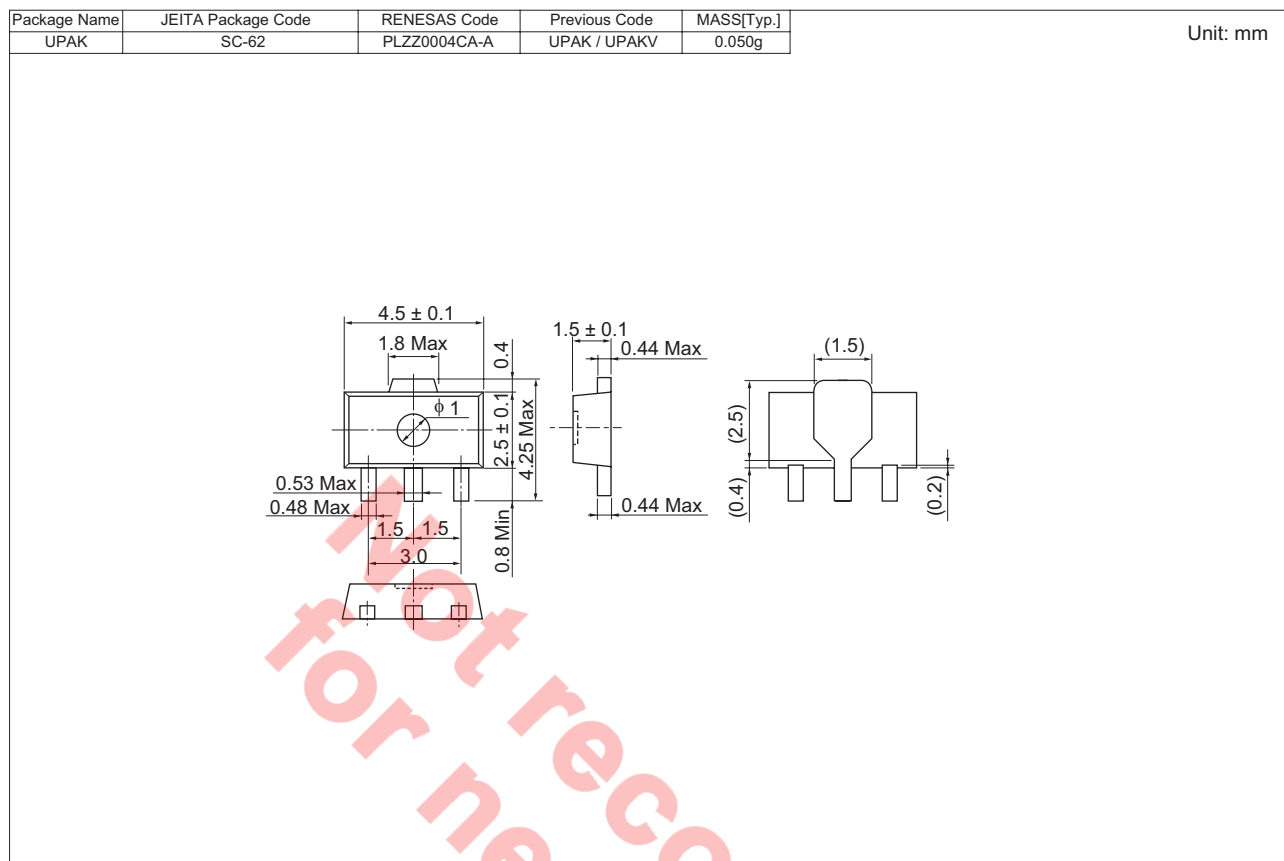 Package Name JEITA Package Code RENESAS Code Previous Code MASS[Typ.]
UPAK SC-62 PLZZ0004CA-A UPAK / UPAKV 0.050g
Unit: mm
4.5 ± 0.1
1.8 Max
0.4
ϕ 1
2.5 ± 0.1
4.25 Max
0.53 Max
0.48 Max
1.5 1.5
3.0
0.8 Min
1.5 ± 0.1
0.44 Max
0.44 Max
(1.5)
(2.5)
(0.4)
(0.2)
Not reco
for ne